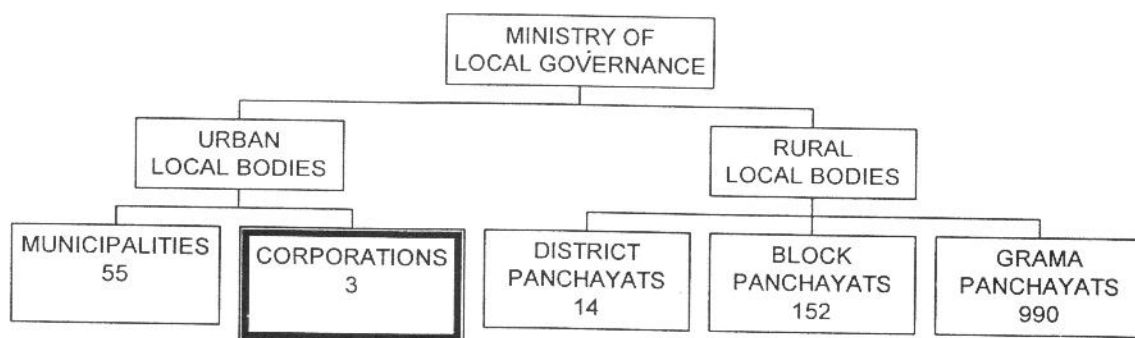 MINISTRY OF
LOCAL GOVERNANCE
URBAN
LOCAL BODIES
RURAL
LOCAL BODIES
MUNICIPALITIES
55
CORPORATIONS
3
DISTRICT
PANCHAYATS
14
BLOCK
PANCHAYATS
152
GRAMA
PANCHAYATS
990